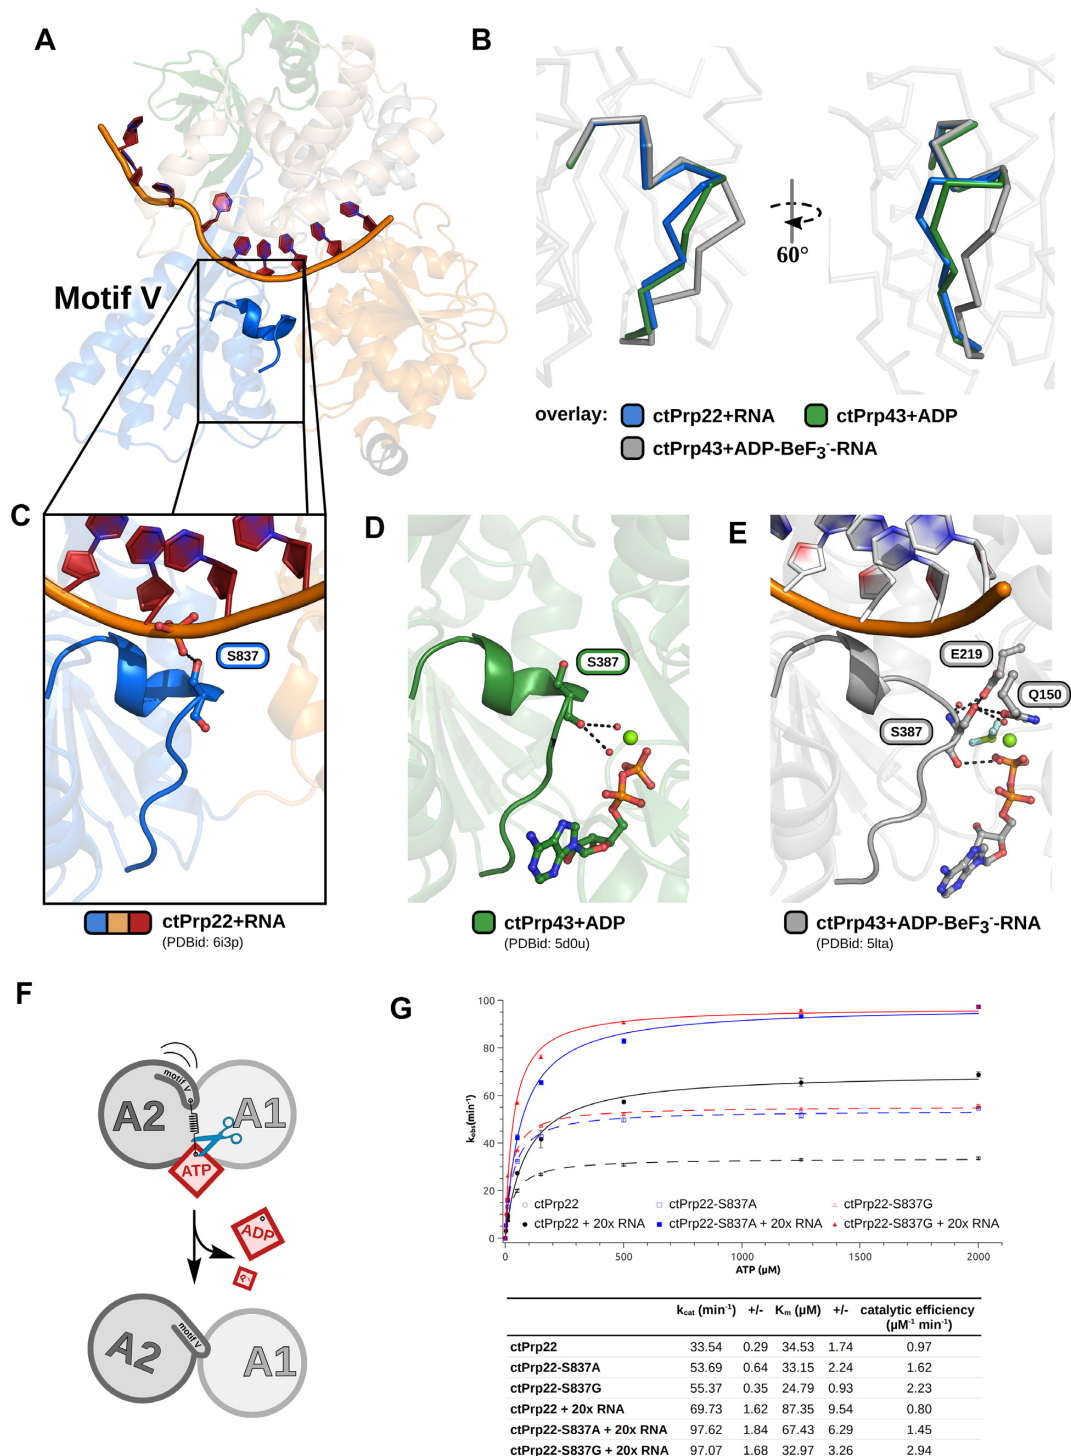 A
B
Motif V
60°
overlay: ctPrp22+RNA ctPrp43+ADP
ctPrp43+ADP-BeF3--RNA
C
D
E
S837
S387
E219
Q150
S387
ctPrp22+RNA
(PDBid: 6i3p)
ctPrp43+ADP
(PDBid: 5d0u)
ctPrp43+ADP-BeF3--RNA
(PDBid: 5lta)
F
motif V
A2 A1
ATP
ADP
Pi
motif V
A2 A1
G
100
80
60
40
20
0
kobs(min-1)
0 500 1000 1250 1500 2000
ATP (µM)
ctPrp22 ctPrp22-S837A ctPrp22-S837G
ctPrp22 + 20x RNA ctPrp22-S837A + 20x RNA ctPrp22-S837G + 20x RNA
kcat (min-1) +/- Km (µM) +/- catalytic efficiency
(µM-1 min-1)
ctPrp22 33.54 0.29 34.53 1.74 0.97
ctPrp22-S837A 53.69 0.64 33.15 2.24 1.62
ctPrp22-S837G 55.37 0.35 24.79 0.93 2.23
ctPrp22 + 20x RNA 69.73 1.62 87.35 9.54 0.80
ctPrp22-S837A + 20x RNA 97.62 1.84 67.43 6.29 1.45
ctPrp22-S837G + 20x RNA 97.07 1.68 32.97 3.26 2.94